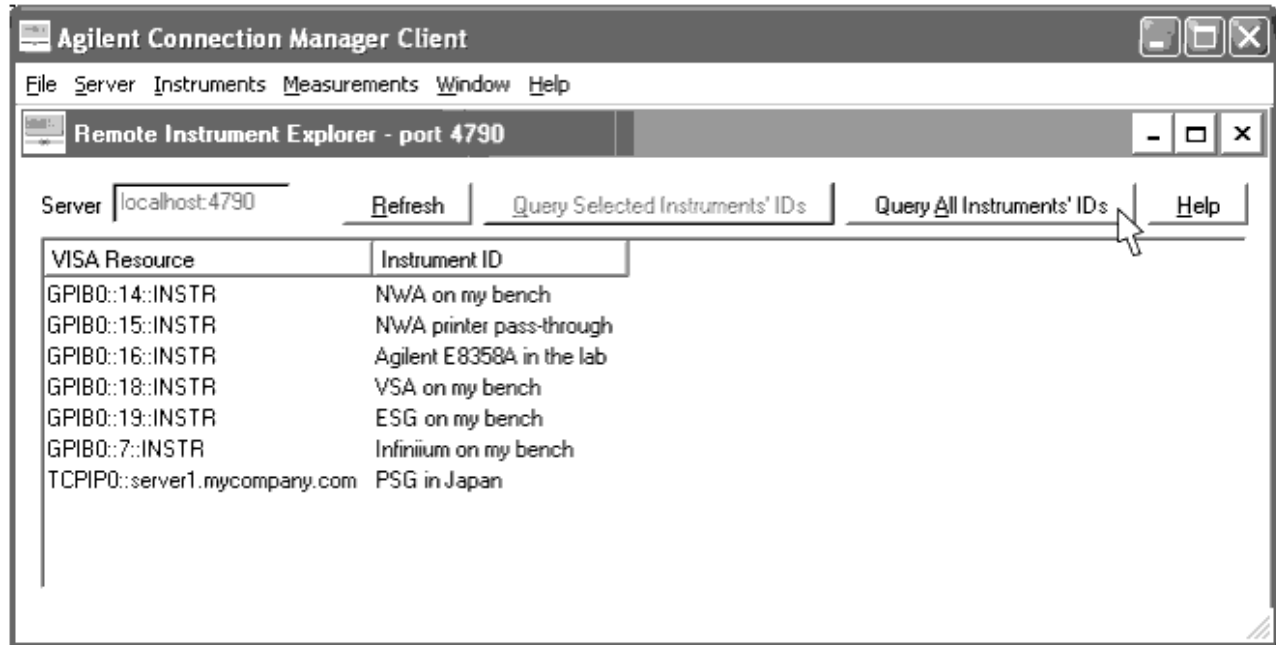 Agilent Connection Manager Client
File Server Instruments Measurements Window Help
Remote Instrument Explorer - port 4790
Server localhost:4790 Refresh Query Selected Instruments' IDs Query All Instruments' IDs Help
VISA Resource Instrument ID
GPIB0::14::INSTR NWA on my bench
GPIB0::15::INSTR NWA printer pass-through
GPIB0::16::INSTR Agilent E8358A in the lab
GPIB0::18::INSTR VSA on my bench
GPIB0::19::INSTR ESG on my bench
GPIB0::7::INSTR Infiniium on my bench
TCPIP0::server1.mycompany.com PSG in Japan